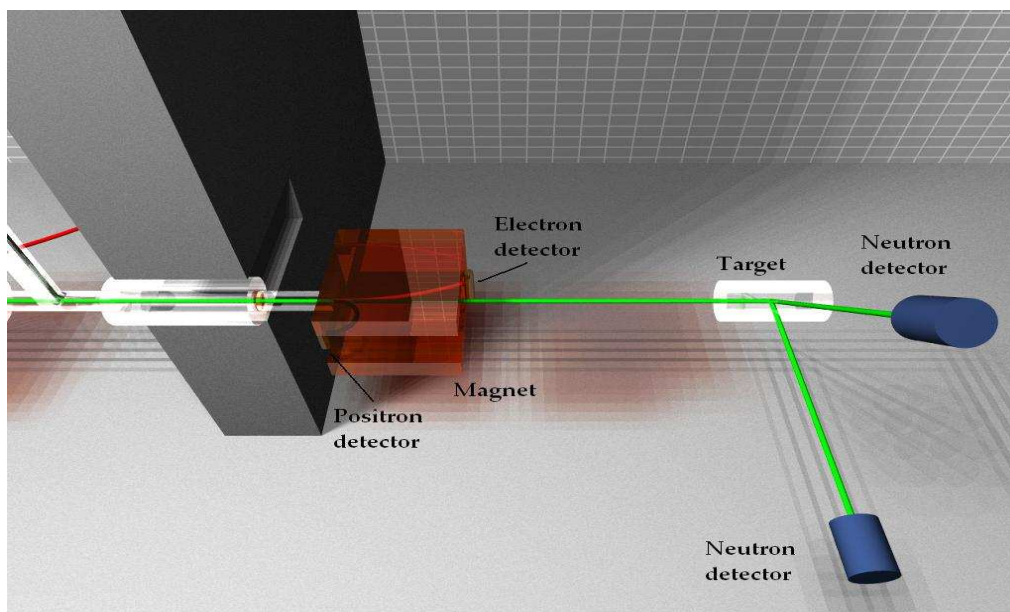 Electron
detector
Neutron
detector
Target
Magnet
Positron
detector
Neutron
detector